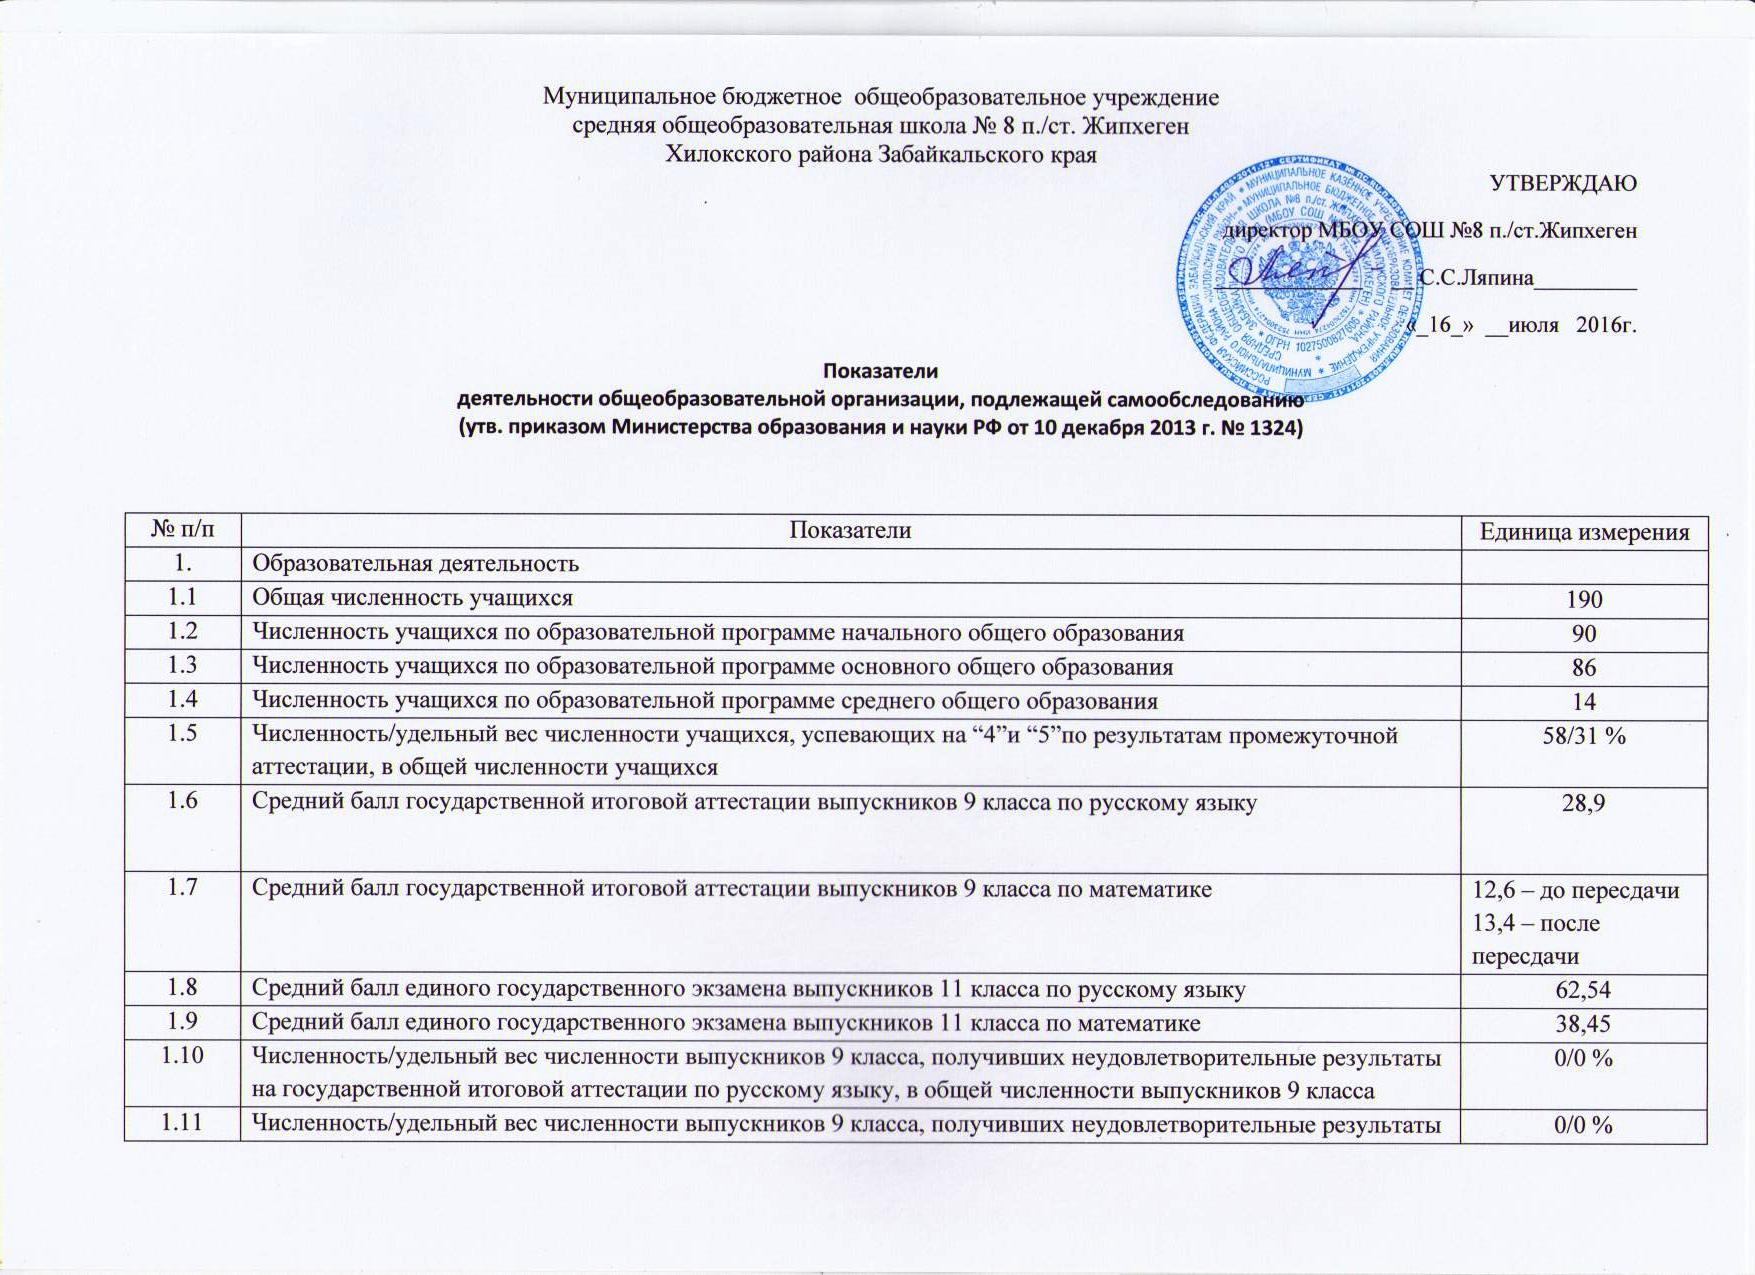 Муниципальное бюджетное общеобразовательное учреждение
средняя общеобразовательная школа № 8 п./ст. Жипхеген
Хилокского района Забайкальского края
УТВЕРЖДАЮ
директор МБОУ СОШ №8 п./ст.Жипхеген
С.С.Ляпина_________
«_16_» __июля 2016г.
ОГРН 1027500827606
Показатели
деятельности общеобразовательной организации, подлежащей самообследованию
(утв. приказом Министерства образования и науки РФ от 10 декабря 2013 г. № 1324)
№ п/п Показатели Единица измерения
1. Образовательная деятельность
1.1 Общая численность учащихся 190
1.2 Численность учащихся по образовательной программе начального общего образования 90
1.3 Численность учащихся по образовательной программе основного общего образования 86
1.4 Численность учащихся по образовательной программе среднего общего образования 14
1.5 Численность/удельный вес численности учащихся, успевающих на “4”и “5”по результатам промежуточной 58/31 %
аттестации, в общей численности учащихся
1.6 Средний балл государственной итоговой аттестации выпускников 9 класса по русскому языку 28,9
1.7 Средний балл государственной итоговой аттестации выпускников 9 класса по математике 12,6 – до пересдачи
13,4 – после
пересдачи
1.8 Средний балл единого государственного экзамена выпускников 11 класса по русскому языку 62,54
1.9 Средний балл единого государственного экзамена выпускников 11 класса по математике 38,45
1.10 Численность/удельный вес численности выпускников 9 класса, получивших неудовлетворительные результаты 0/0 %
на государственной итоговой аттестации по русскому языку, в общей численности выпускников 9 класса
1.11 Численность/удельный вес численности выпускников 9 класса, получивших неудовлетворительные результаты 0/0 %